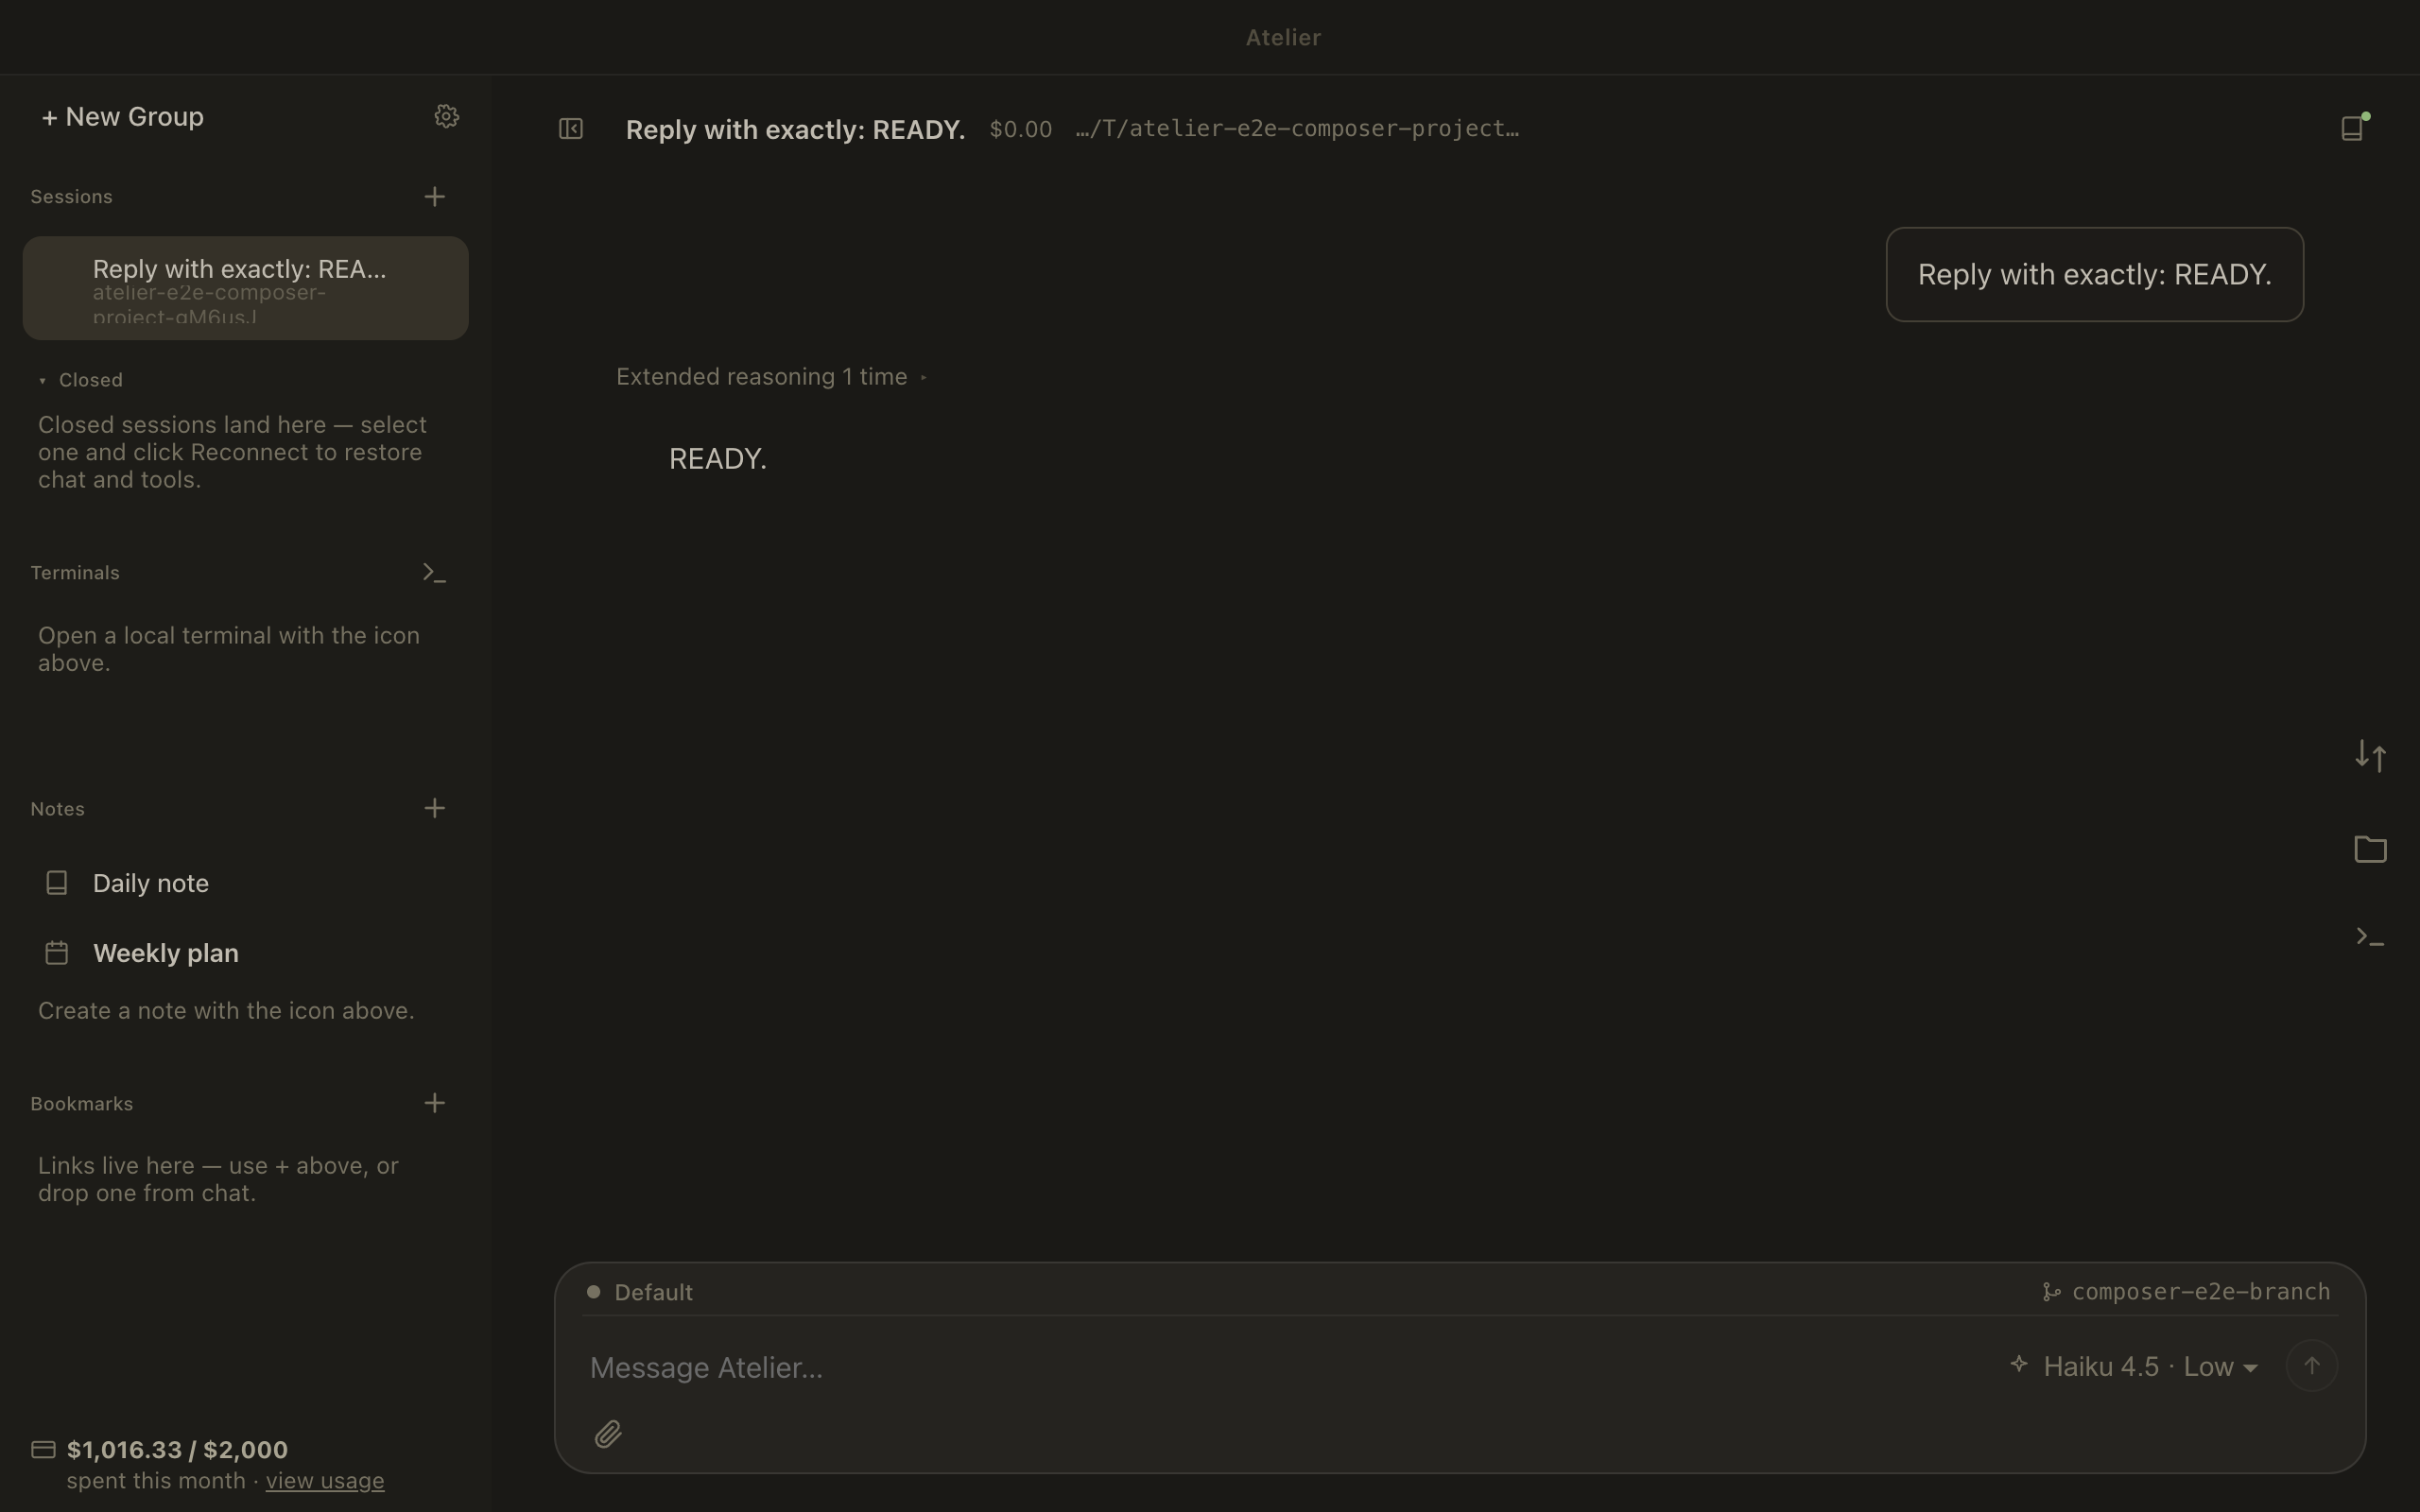 Atelier
+ New Group
Sessions
Reply with exactly: REA...
atelier-e2e-composer-
project-gM6usJ
Closed
Closed sessions land here — select
one and click Reconnect to restore
chat and tools.
Terminals
Open a local terminal with the icon
above.
Notes
Daily note
Weekly plan
Create a note with the icon above.
Bookmarks
Links live here — use + above, or
drop one from chat.
$1,016.33 / $2,000
spent this month · view usage
Reply with exactly: READY. $0.00 …/T/atelier-e2e-composer-project…
Reply with exactly: READY.
Extended reasoning 1 time
READY.
Default
composer-e2e-branch
Message Atelier...
Haiku 4.5 · Low